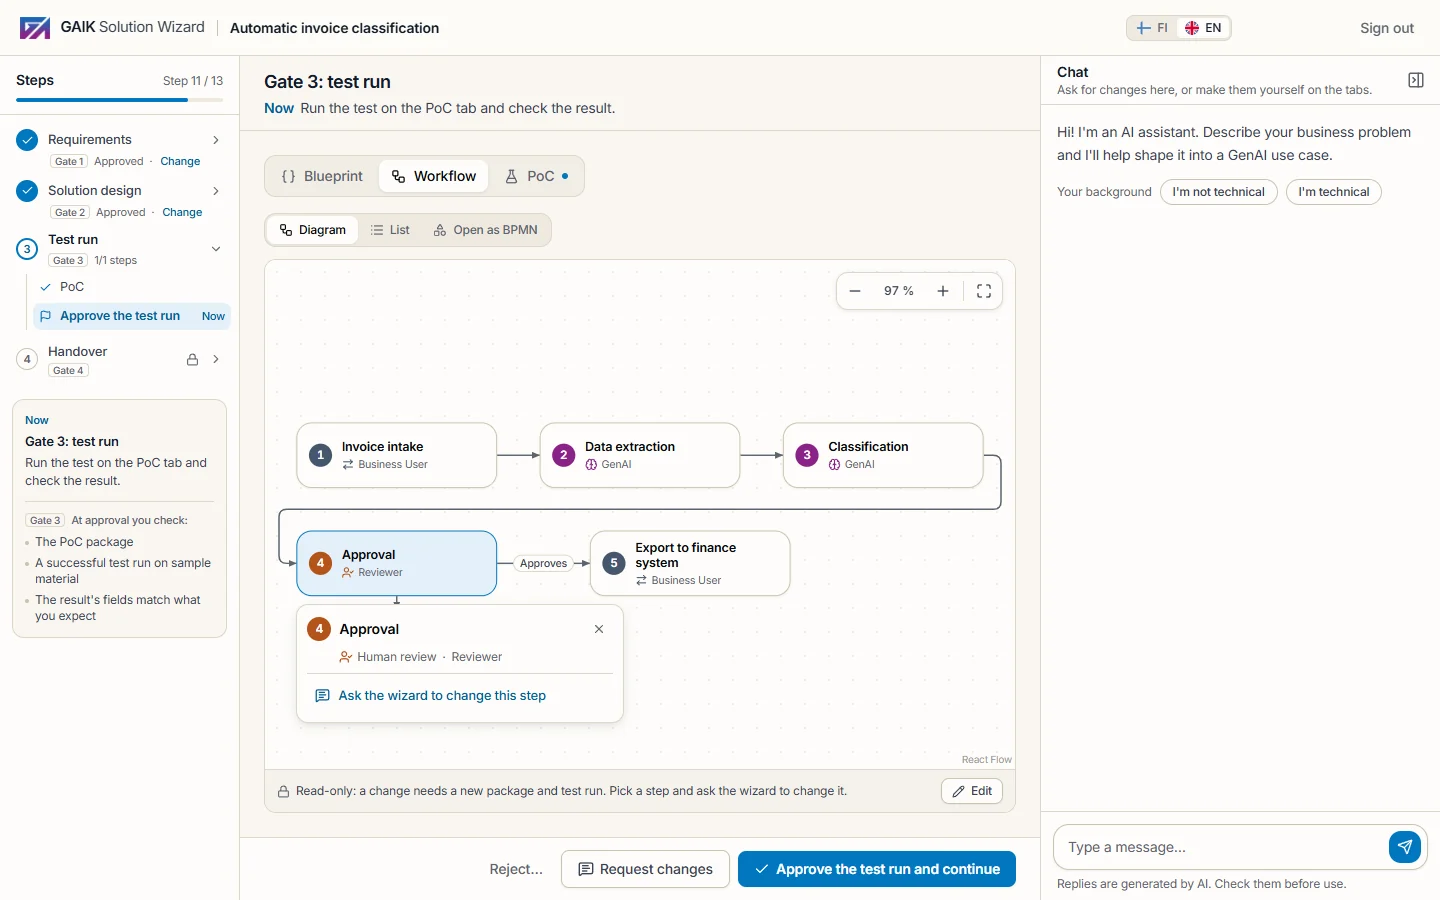 GAIK Solution Wizard
Automatic invoice classification
FI
EN
Sign out
Steps
Step 11 / 13
Requirements
Gate 1 Approved · Change
Solution design
Gate 2 Approved · Change
3
Test run
Gate 3 1/1 steps
PoC
Approve the test run Now
4
Handover
Gate 4
Now
Gate 3: test run
Run the test on the PoC tab and
check the result.
Gate 3 At approval you check:
The PoC package
A successful test run on sample
material
The result's fields match what
you expect
Gate 3: test run
Now Run the test on the PoC tab and check the result.
Blueprint
Workflow
PoC
Diagram
List
Open as BPMN
97 %
1
Invoice intake
Business User
2
Data extraction
GenAI
3
Classification
GenAI
4
Approval
Reviewer
Approves
5
Export to finance
system
Business User
4
Approval
Human review · Reviewer
Ask the wizard to change this step
React Flow
Read-only: a change needs a new package and test run. Pick a step and ask the wizard to change it.
Edit
Reject...
Request changes
Approve the test run and continue
Chat
Ask for changes here, or make them yourself on the tabs.
Hi! I'm an AI assistant. Describe your business problem
and I'll help shape it into a GenAI use case.
Your background
I'm not technical
I'm technical
Type a message...
Replies are generated by AI. Check them before use.